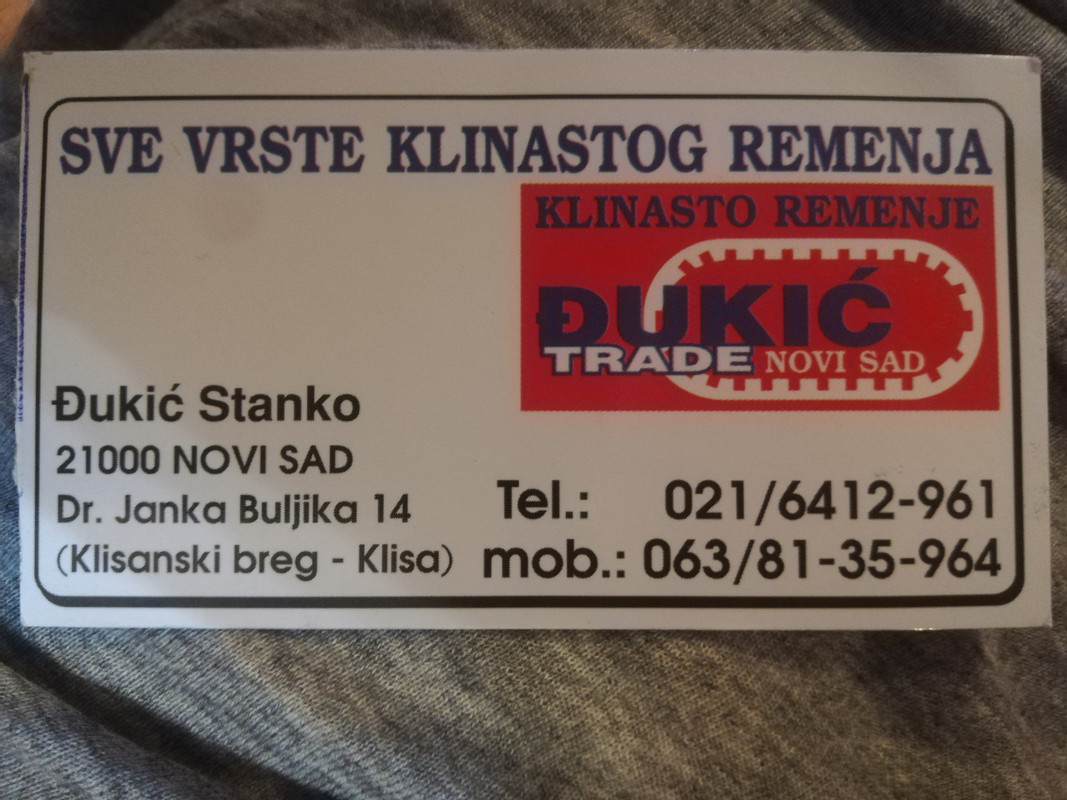 SVE VRSTE KLINASTOG REMENJA
KLINASTO REMENJE
ĐUKIĆ
TRADE NOVI SAD
Đukić Stanko
21000 NOVI SAD
Dr. Janka Buljika 14
(Klisanski breg - Klisa)
Tel.: 021/6412-961
mob.: 063/81-35-964